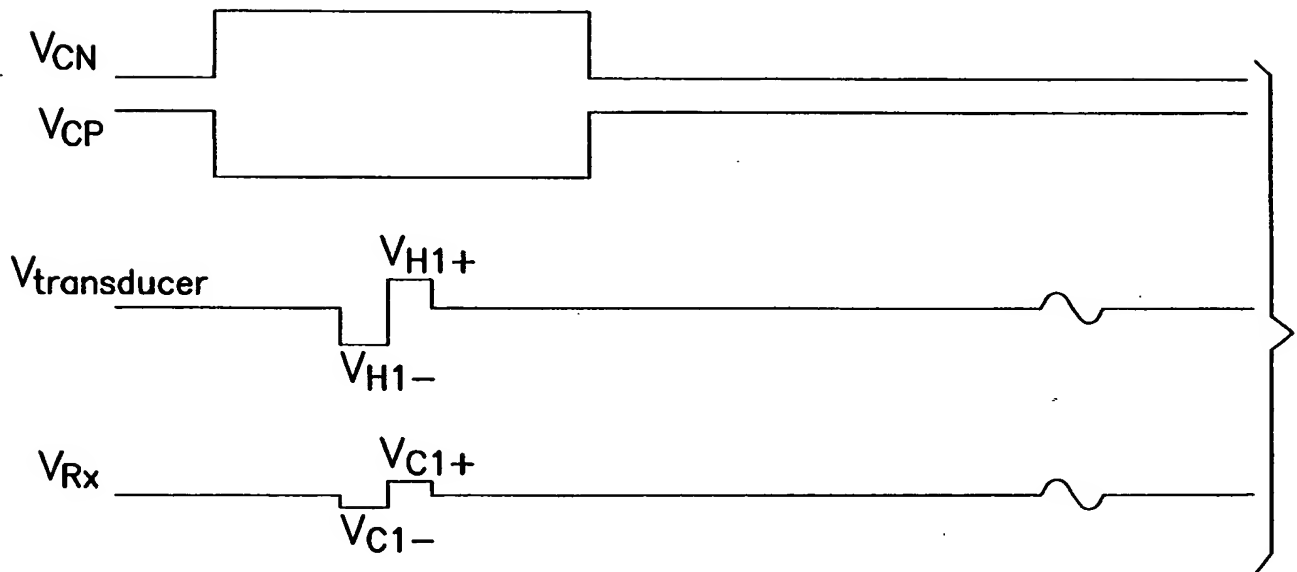 VCN
VCP
Vtransducer
VH1+
VH1−
VRx
VC1+
VC1−